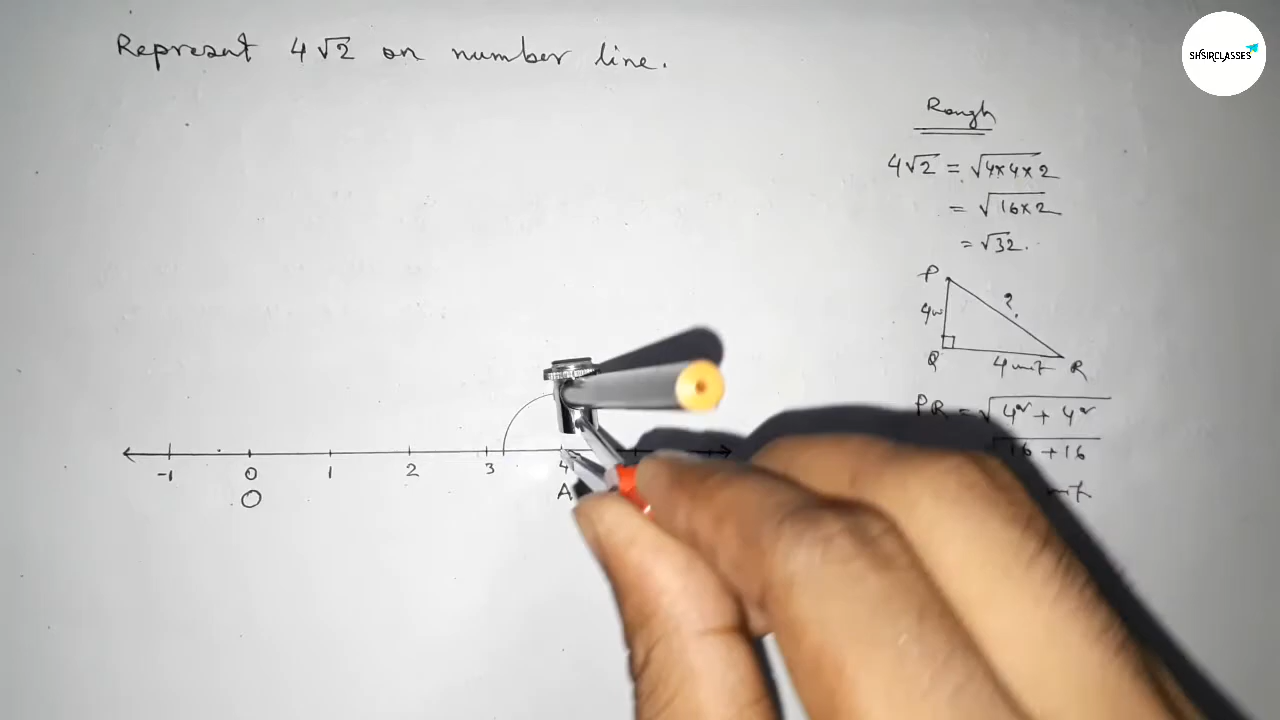 Represent 4√2 on number line.
SHSIRCLASSES
Rough
4√2 = √4×4×2
= √16×2
= √32.
P
?
4u
Q
4 unit R
PR = √4² + 4²
√16 + 16
unit
-1 0 1 2 3 4
O A